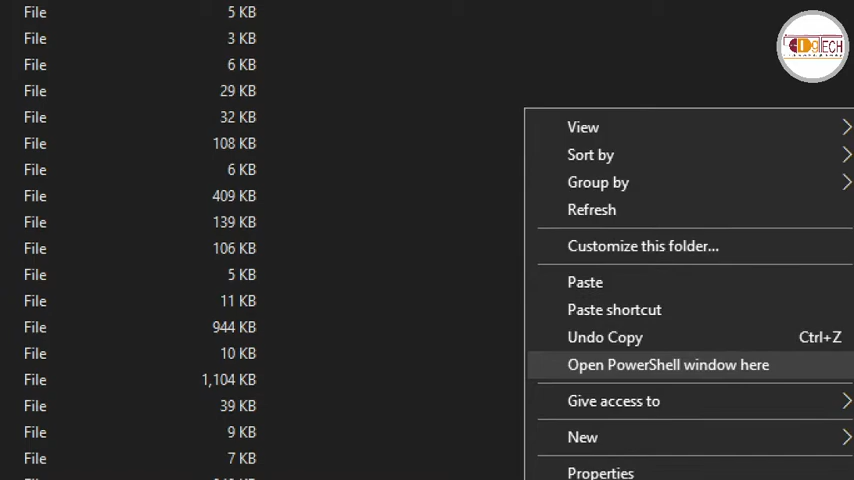 File 5 KB
File 3 KB
File 6 KB
File 29 KB
File 32 KB
File 108 KB
File 6 KB
File 409 KB
File 139 KB
File 106 KB
File 5 KB
File 11 KB
File 944 KB
File 10 KB
File 1,104 KB
File 39 KB
File 9 KB
File 7 KB
View
Sort by
Group by
Refresh
Customize this folder...
Paste
Paste shortcut
Undo Copy Ctrl+Z
Open PowerShell window here
Give access to
New
Properties